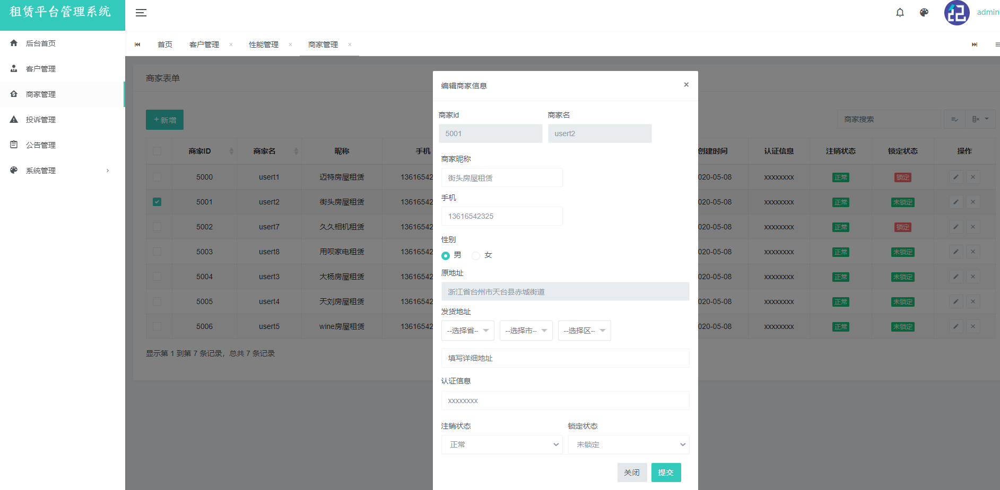 租赁平台管理系统
admin
后台首页
客户管理
商家管理
投诉管理
公告管理
系统管理
首页 客户管理 × 性能管理 × 商家管理 ×
商家表单
+新增
商家搜索
商家ID 商家名 昵称 手机 创建时间 认证信息 注销状态 锁定状态 操作
5000 usert1 迈特房屋租赁 13616542 020-05-08 xxxxxxxx 正常 锁定
5001 usert2 街头房屋租赁 13616542 020-05-08 xxxxxxxx 正常 未锁定
5002 usert7 久久相机租赁 13616542 020-05-08 xxxxxxxx 正常 锁定
5003 usert8 用呗家电租赁 13616542 020-05-08 xxxxxxxx 正常 未锁定
5004 usert3 大杨房屋租赁 13616542 020-05-08 xxxxxxxx 正常 未锁定
5005 usert4 天刘房屋租赁 13616542 020-05-08 xxxxxxxx 正常 未锁定
5006 usert5 wine房屋租赁 13616542 020-05-08 xxxxxxxx 正常 未锁定
显示第 1 到第 7 条记录，总共 7 条记录
编辑商家信息 ×
商家id 商家名
5001 usert2
商家昵称
街头房屋租赁
手机
13616542325
性别
男 女
原地址
浙江省台州市天台县赤城街道
发货地址
--选择省-- --选择市-- --选择区--
填写详细地址
认证信息
xxxxxxxx
注销状态 锁定状态
正常 未锁定
关闭 提交